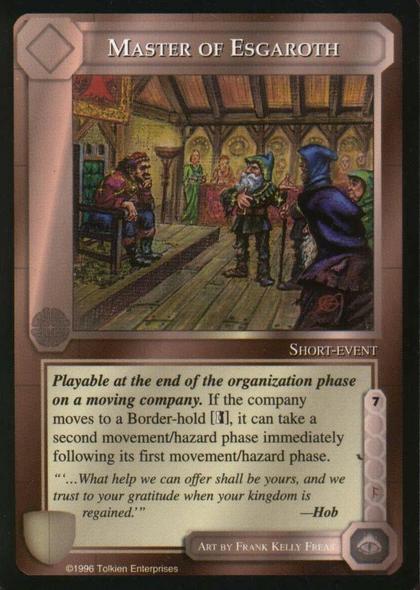 MASTER OF ESGAROTH
SHORT-EVENT
Playable at the end of the organization phase
on a moving company. If the company
moves to a Border-hold [], it can take a
second movement/hazard phase immediately
following its first movement/hazard phase.
"‘...What help we can offer shall be yours, and we
trust to your gratitude when your kingdom is
regained.’" —Hob
7
ART BY FRANK KELLY FREAS
©1996 Tolkien Enterprises